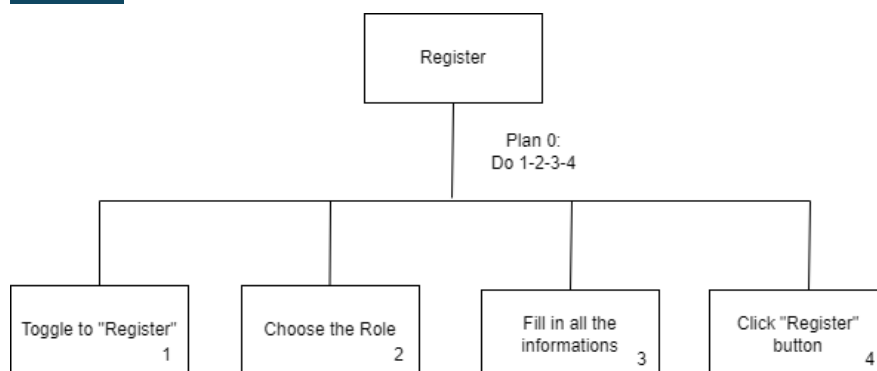 Register
Plan 0:
Do 1-2-3-4
Toggle to "Register"
1
Choose the Role
2
Fill in all the
informations
3
Click "Register"
button
4